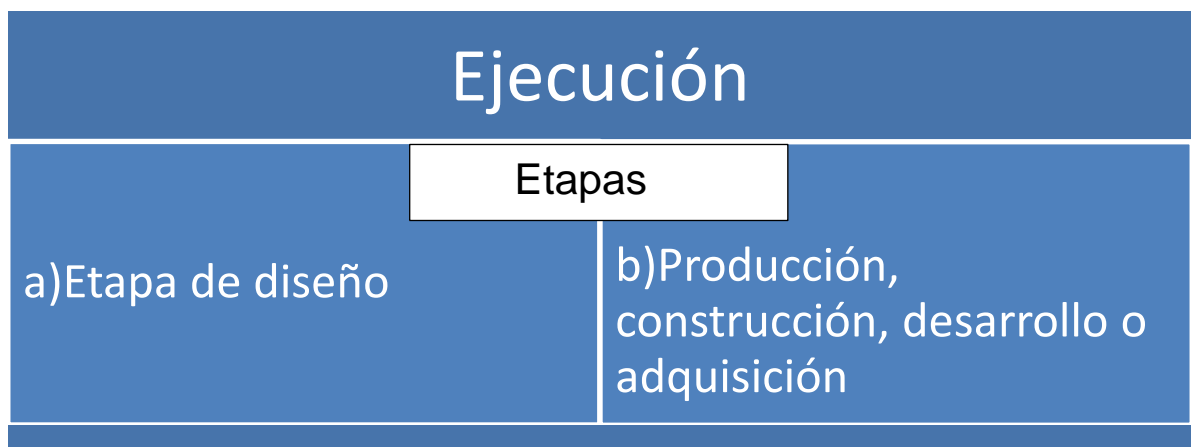 Ejecución
Etapas
a)Etapa de diseño
b)Producción,
construcción, desarrollo o
adquisición